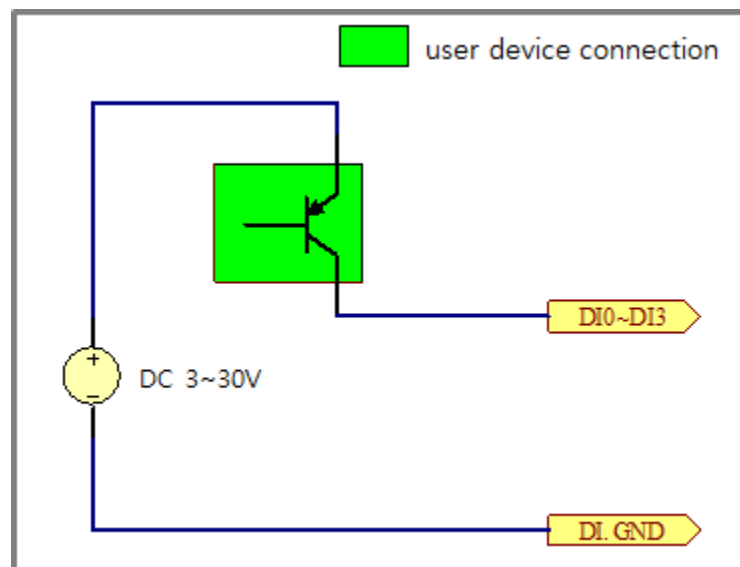 user device connection
DI0~DI3
+
DC 3~30V
−
DI. GND